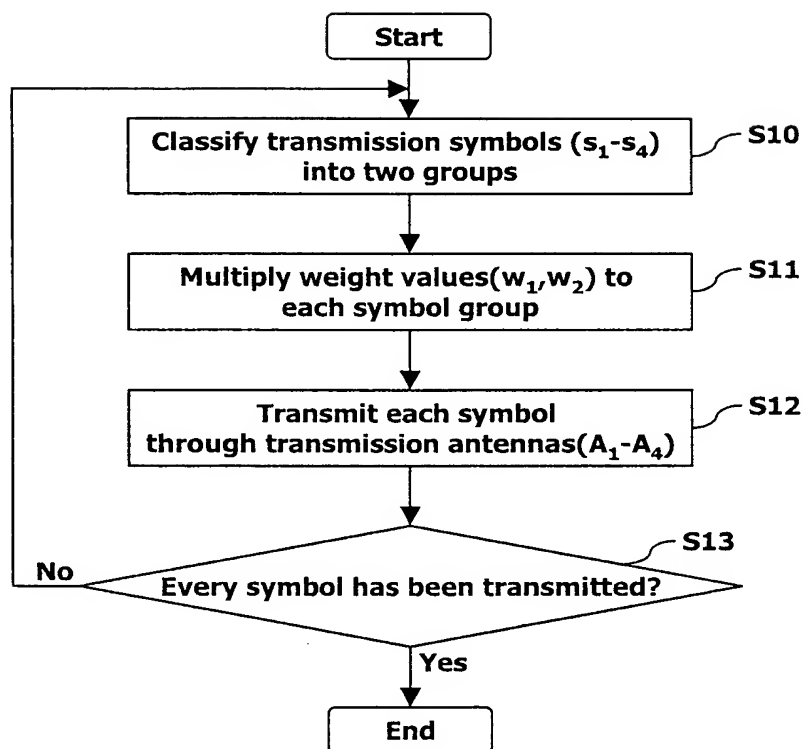 Start
Classify transmission symbols (s₁-s₄)
into two groups
S10
Multiply weight values(w₁,w₂) to
each symbol group
S11
Transmit each symbol
through transmission antennas(A₁-A₄)
S12
Every symbol has been transmitted?
S13
No
Yes
End